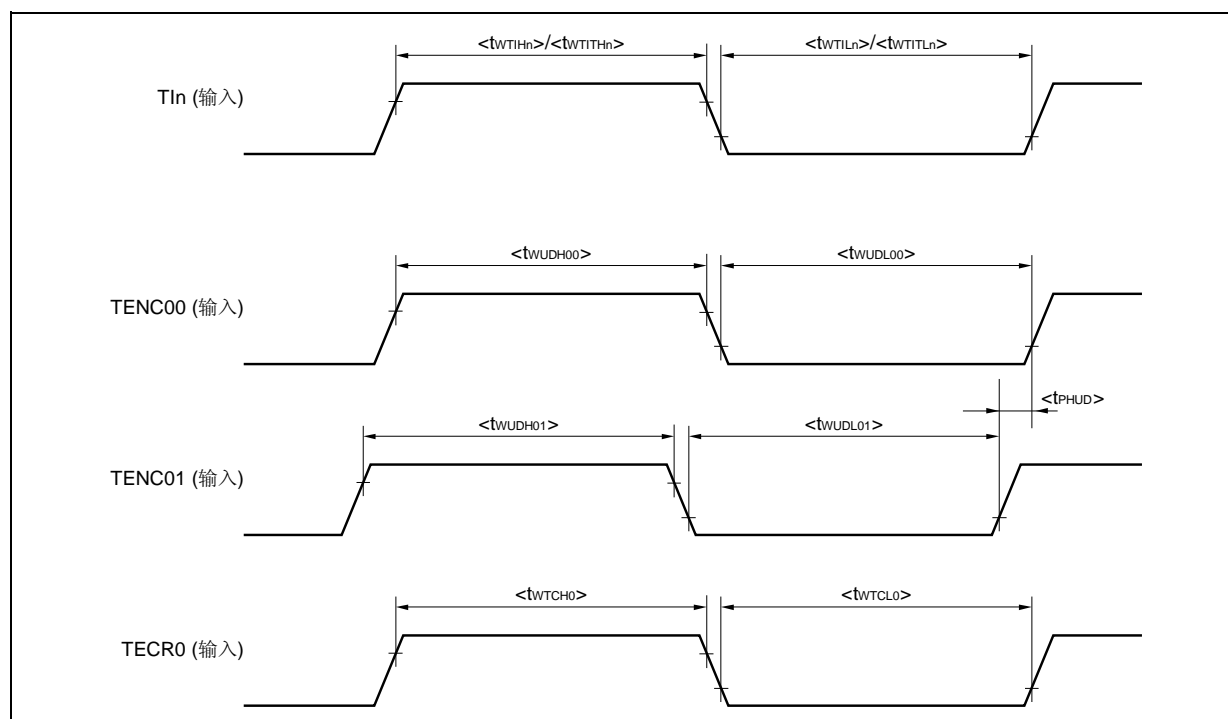 <tWTIHn>/<tWTITHn>
<tWTILn>/<tWTITLn>
TIn (输入)
<tWUDH00>
<tWUDL00>
TENC00 (输入)
<tPHUD>
<tWUDH01>
<tWUDL01>
TENC01 (输入)
<tWTCH0>
<tWTCL0>
TECR0 (输入)